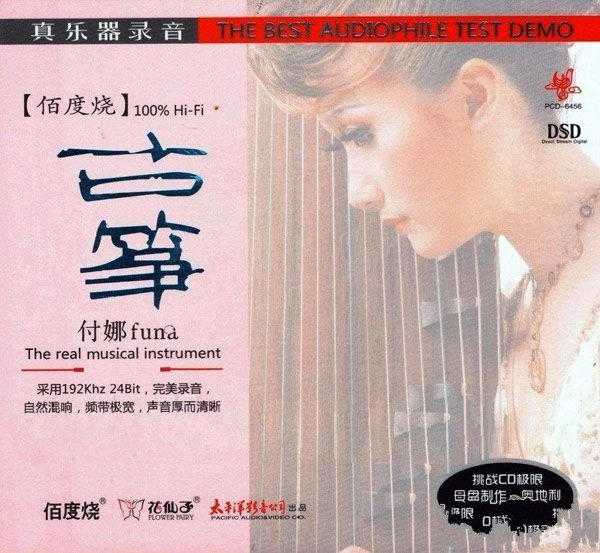 真乐器录音 THE BEST AUDIOPHILE TEST DEMO
【佰度烧】100% Hi-Fi
PCD-6456
DSD
Direct Stream Digital
古筝
付娜funa
The real musical instrument
采用192Khz 24Bit，完美录音，
自然混响，频带极宽，声音厚而清晰
佰度烧® 花仙子® 太平洋影音公司出品
FLOWER FAIRY PACIFIC AUDIO&VIDEO CO.
挑战CD极限
母盘制作 奥地利
极限